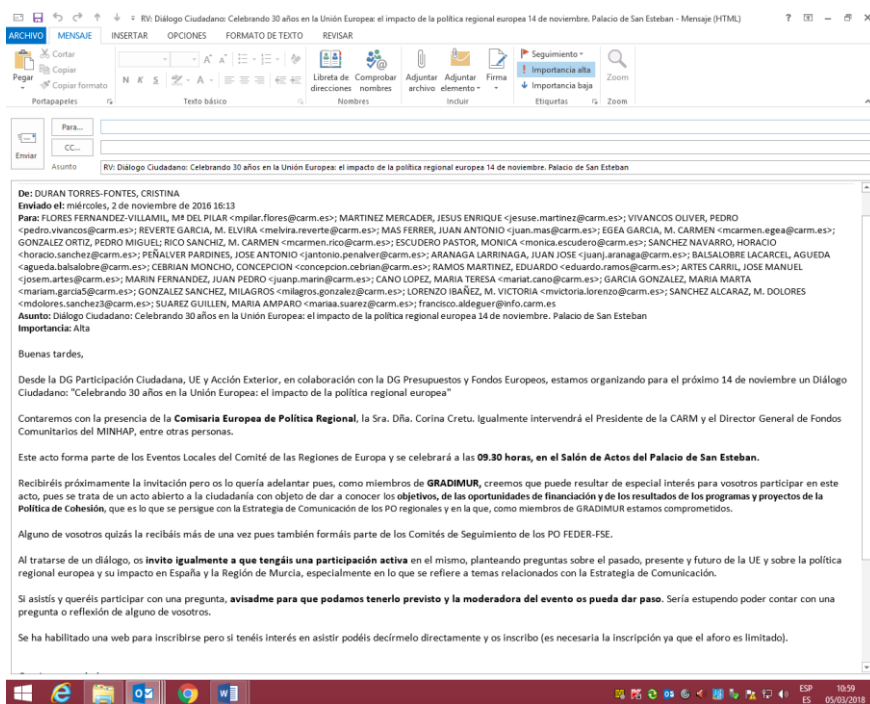 RV: Diálogo Ciudadano: Celebrando 30 años en la Unión Europea: el impacto de la política regional europea 14 de noviembre. Palacio de San Esteban - Mensaje (HTML)
ARCHIVO MENSAJE INSERTAR OPCIONES FORMATO DE TEXTO REVISAR
Pegar
Cortar
Copiar
Copiar formato
Portapapeles
N K S
Texto básico
Libreta de direcciones
Comprobar nombres
Nombres
Adjuntar archivo
Adjuntar elemento
Firma
Incluir
Seguimiento
Importancia alta
Importancia baja
Etiquetas
Zoom
Zoom
Enviar
Para...
CC...
Asunto RV: Diálogo Ciudadano: Celebrando 30 años en la Unión Europea: el impacto de la política regional europea 14 de noviembre. Palacio de San Esteban
De: DURAN TORRES-FONTES, CRISTINA
Enviado el: miércoles, 2 de noviembre de 2016 16:13
Para: FLORES FERNANDEZ-VILLAMIL, Mª DEL PILAR <mpilar.flores@carm.es>; MARTINEZ MERCADER, JESUS ENRIQUE <jesuse.martinez@carm.es>; VIVANCOS OLIVER, PEDRO
<pedro.vivancos@carm.es>; REVERTE GARCIA, M. ELVIRA <melvira.reverte@carm.es>; MAS FERRER, JUAN ANTONIO <juan.mas@carm.es>; EGEA GARCIA, M. CARMEN <mcarmen.egea@carm.es>;
GONZALEZ ORTIZ, PEDRO MIGUEL; RICO SANCHIZ, M. CARMEN <mcarmen.rico@carm.es>; ESCUDERO PASTOR, MONICA <monica.escudero@carm.es>; SANCHEZ NAVARRO, HORACIO
<horacio.sanchez@carm.es>; PEÑALVER PARDINES, JOSE ANTONIO <jantonio.penalver@carm.es>; ARANAGA LARRINAGA, JUAN JOSE <juanj.aranaga@carm.es>; BALSALOBRE LACARCEL, AGUEDA
<agueda.balsalobre@carm.es>; CEBRIAN MONCHO, CONCEPCION <concepcion.cebrian@carm.es>; RAMOS MARTINEZ, EDUARDO <eduardo.ramos@carm.es>; ARTES CARRIL, JOSE MANUEL
<josem.artes@carm.es>; MARIN FERNANDEZ, JUAN PEDRO <juanp.marin@carm.es>; CANO LOPEZ, MARIA TERESA <mariat.cano@carm.es>; GARCIA GONZALEZ, MARIA MARTA
<mariam.garcia5@carm.es>; GONZALEZ SANCHEZ, MILAGROS <milagros.gonzalez@carm.es>; LORENZO IBAÑEZ, M. VICTORIA <mvictoria.lorenzo@carm.es>; SANCHEZ ALCARAZ, M. DOLORES
<mdolores.sanchez3@carm.es>; SUAREZ GUILLEN, MARIA AMPARO <mariaa.suarez@carm.es>; francisco.aldeguer@info.carm.es
Asunto: Diálogo Ciudadano: Celebrando 30 años en la Unión Europea: el impacto de la política regional europea 14 de noviembre. Palacio de San Esteban
Importancia: Alta
Buenas tardes,
Desde la DG Participación Ciudadana, UE y Acción Exterior, en colaboración con la DG Presupuestos y Fondos Europeos, estamos organizando para el próximo 14 de noviembre un Diálogo
Ciudadano: "Celebrando 30 años en la Unión Europea: el impacto de la política regional europea"
Contaremos con la presencia de la Comisaria Europea de Política Regional, la Sra. Dña. Corina Cretu. Igualmente intervendrá el Presidente de la CARM y el Director General de Fondos
Comunitarios del MINHAP, entre otras personas.
Este acto forma parte de los Eventos Locales del Comité de las Regiones de Europa y se celebrará a las 09.30 horas, en el Salón de Actos del Palacio de San Esteban.
Recibiréis próximamente la invitación pero os lo quería adelantar pues, como miembros de GRADIMUR, creemos que puede resultar de especial interés para vosotros participar en este
acto, pues se trata de un acto abierto a la ciudadanía con objeto de dar a conocer los objetivos, de las oportunidades de financiación y de los resultados de los programas y proyectos de la
Política de Cohesión, que es lo que se persigue con la Estrategia de Comunicación de los PO regionales y en la que, como miembros de GRADIMUR estamos comprometidos.
Alguno de vosotros quizás la recibáis más de una vez pues también formáis parte de los Comités de Seguimiento de los PO FEDER-FSE.
Al tratarse de un diálogo, os invito igualmente a que tengáis una participación activa en el mismo, planteando preguntas sobre el pasado, presente y futuro de la UE y sobre la política
regional europea y su impacto en España y la Región de Murcia, especialmente en lo que se refiere a temas relacionados con la Estrategia de Comunicación.
Si asistís y queréis participar con una pregunta, avisadme para que podamos tenerlo previsto y la moderadora del evento os pueda dar paso. Sería estupendo poder contar con una
pregunta o reflexión de alguno de vosotros.
Se ha habilitado una web para inscribirse pero si tenéis interés en asistir podéis decírmelo directamente y os inscribo (es necesaria la inscripción ya que el aforo es limitado).
ESP
ES
10:59
05/03/2018